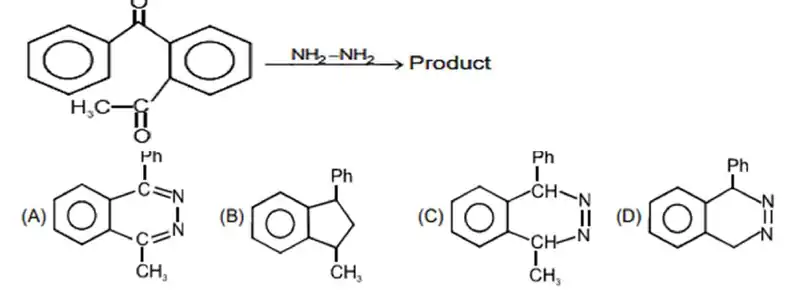 O
NH₂–NH₂
Product
H₃C–C
O
(A) Ph C N N C CH₃
(B) Ph CH₃
(C) Ph CH N N CH CH₃
(D) Ph N N